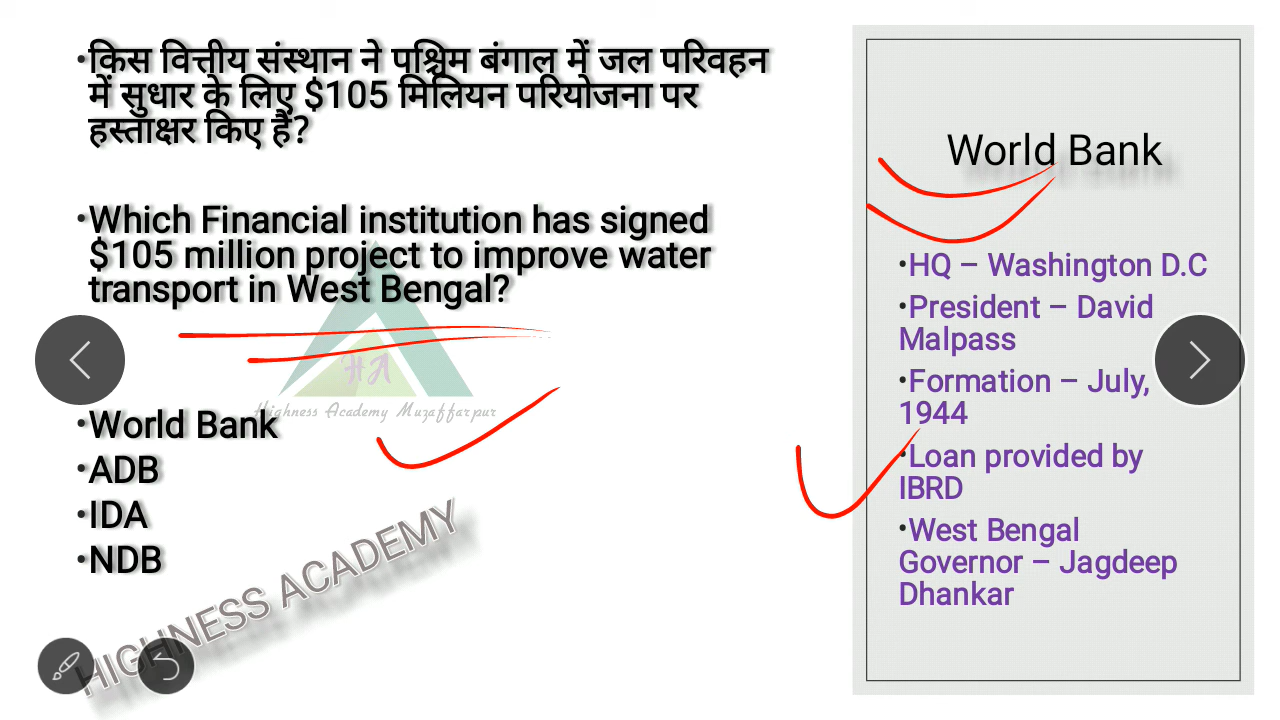 •किस वित्तीय संस्थान ने पश्चिम बंगाल में जल परिवहन
में सुधार के लिए $105 मिलियन परियोजना पर
हस्ताक्षर किए हैं?
•Which Financial institution has signed
$105 million project to improve water
transport in West Bengal?
HA
Highness Academy Muzaffarpur
•World Bank
•ADB
•IDA
•NDB
HIGHNESS ACADEMY
World Bank
•HQ – Washington D.C
•President – David
Malpass
•Formation – July,
1944
•Loan provided by
IBRD
•West Bengal
Governor – Jagdeep
Dhankar